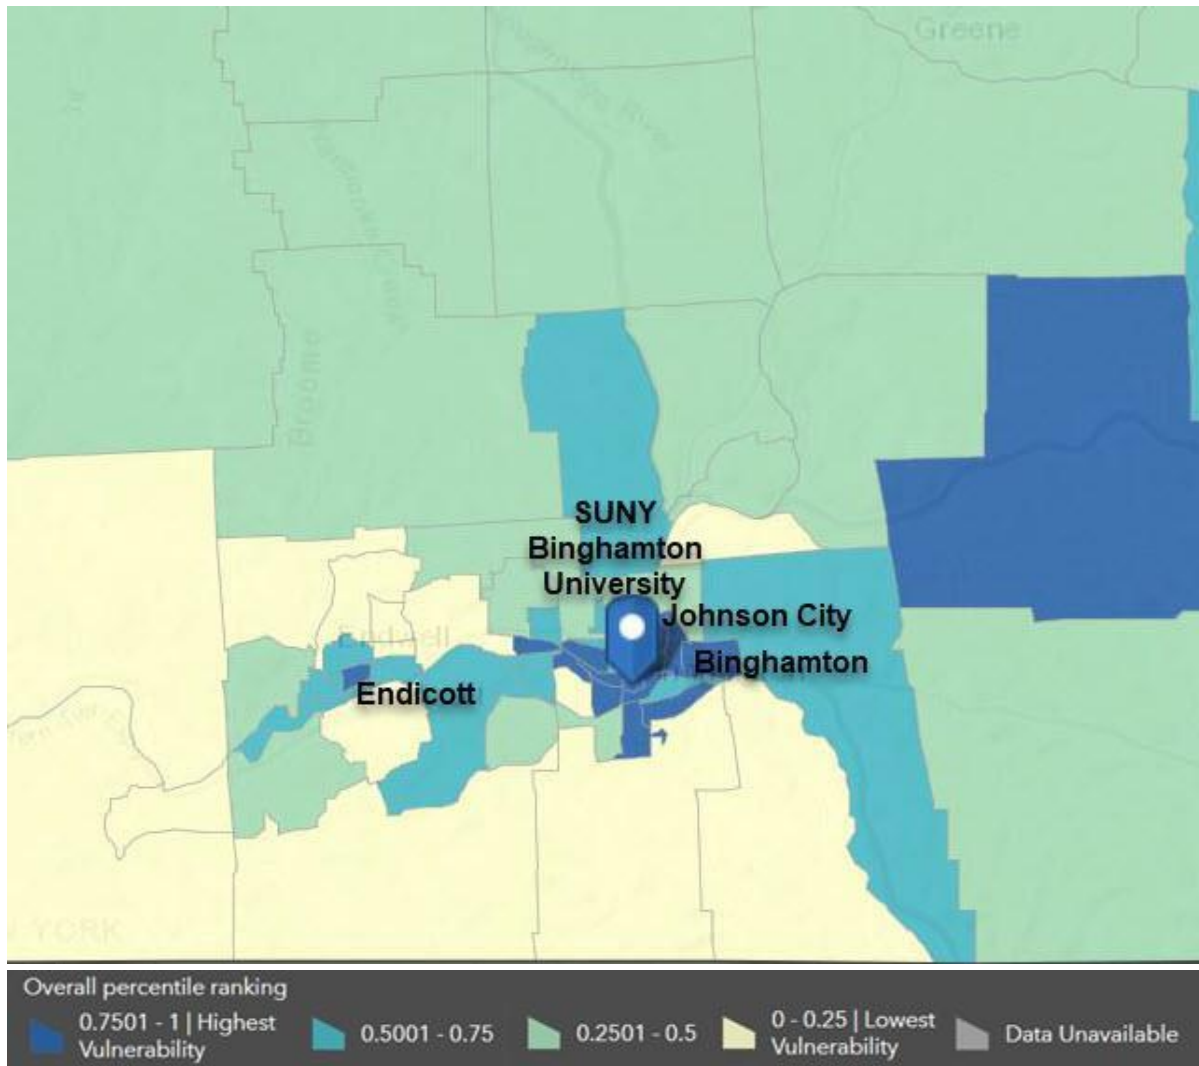 Greene
Broome
SUNY
Binghamton
University
Johnson City
Endwell
Binghamton
Endicott
YORK
Overall percentile ranking
0.7501 - 1 | Highest
Vulnerability
0.5001 - 0.75
0.2501 - 0.5
0 - 0.25 | Lowest
Vulnerability
Data Unavailable